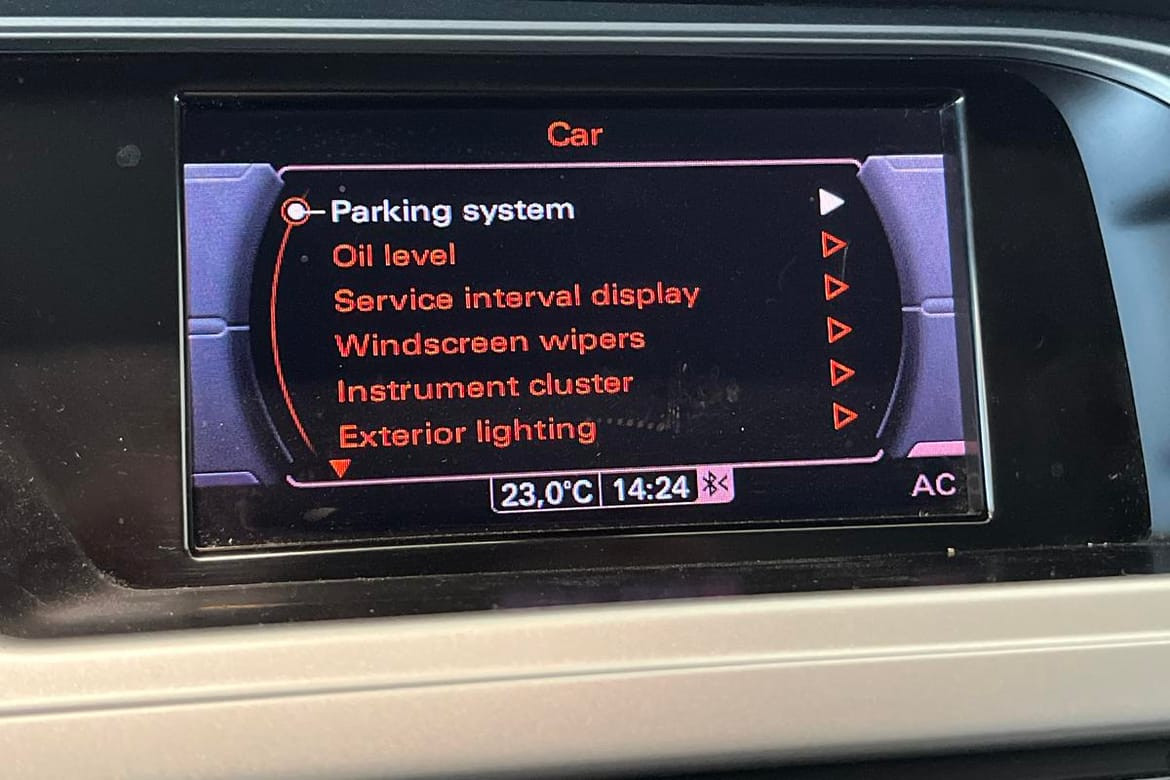 Car
Parking system
Oil level
Service interval display
Windscreen wipers
Instrument cluster
Exterior lighting
23,0°C 14:24
AC